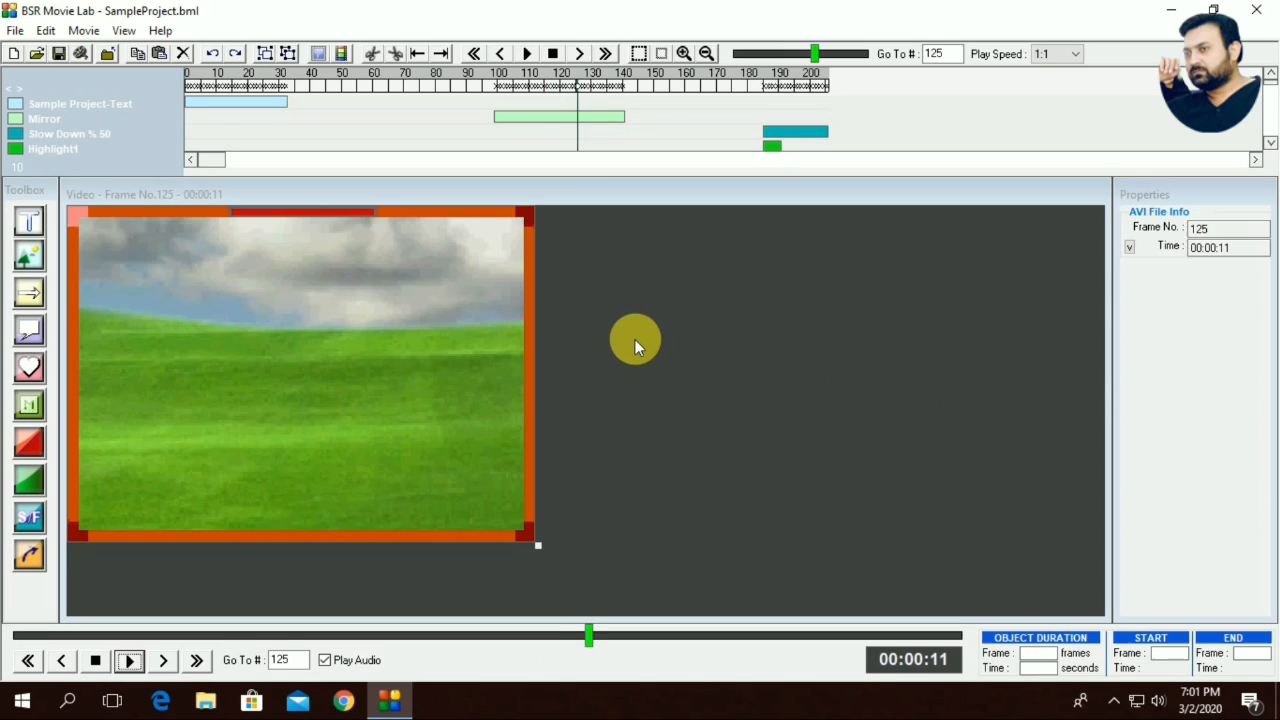 BSR Movie Lab - SampleProject.bml
File Edit Movie View Help
Go To # : 125 Play Speed : 1:1
0 10 20 30 40 50 60 70 80 90 100 110 120 130 140 150 160 170 180 190 200
< >
Sample Project-Text
Mirror
Slow Down % 50
Highlight1
10
Toolbox
Video - Frame No.125 - 00:00:11
Properties
AVI File Info
Frame No. : 125
v Time : 00:00:11
T
M
S/F
Go To # : 125 Play Audio
00:00:11
OBJECT DURATION START END
Frame : frames Frame : Frame :
Time : seconds Time : Time :
7:01 PM
3/2/2020
7